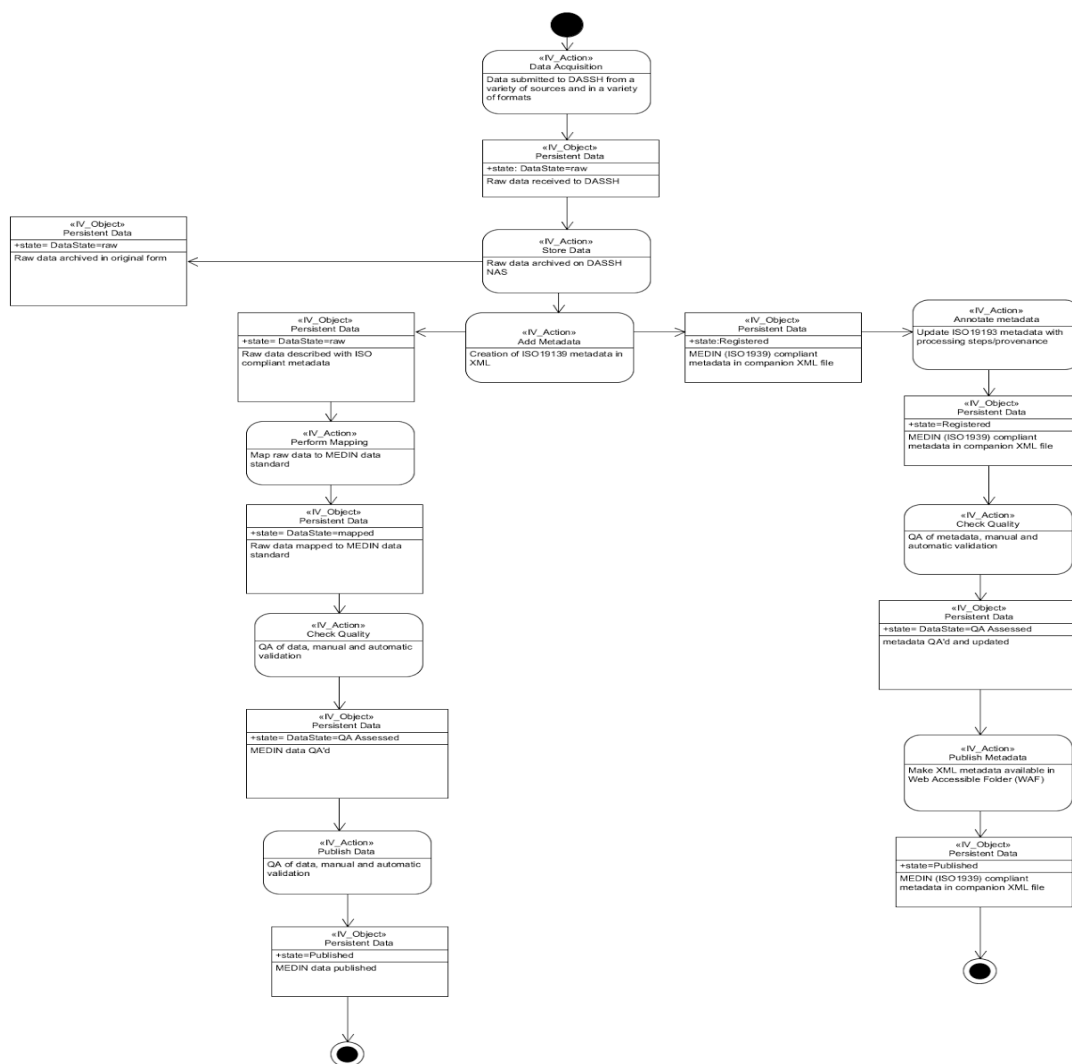 «IV_Action»
Data Acquisition
Data submitted to DASSH from a
variety of sources and in a variety
of formats
«IV_Object»
Persistent Data
+state: DataState=raw
Raw data received to DASSH
«IV_Action»
Store Data
Raw data archived on DASSH
NAS
«IV_Object»
Persistent Data
+state= DataState=raw
Raw data archived in original form
«IV_Action»
Add Metadata
Creation of ISO19139 metadata in
XML
«IV_Object»
Persistent Data
+state= DataState=raw
Raw data described with ISO
compliant metadata
«IV_Action»
Perform Mapping
Map raw data to MEDIN data
standard
«IV_Object»
Persistent Data
+state= DataState=mapped
Raw data mapped to MEDIN data
standard
«IV_Action»
Check Quality
QA of data, manual and automatic
validation
«IV_Object»
Persistent Data
+state= DataState=QA Assessed
MEDIN data QA'd
«IV_Action»
Publish Data
QA of data, manual and automatic
validation
«IV_Object»
Persistent Data
+state=Published
MEDIN data published
«IV_Object»
Persistent Data
+state:Registered
MEDIN (ISO1939) compliant
metadata in companion XML file
«IV_Action»
Annotate metadata
Update ISO19193 metadata with
processing steps/provenance
«IV_Object»
Persistent Data
+state=Registered
MEDIN (ISO1939) compliant
metadata in companion XML file
«IV_Action»
Check Quality
QA of metadata, manual and
automatic validation
«IV_Object»
Persistent Data
+state= DataState=QA Assessed
metadata QA'd and updated
«IV_Action»
Publish Metadata
Make XML metadata available in
Web Accessible Folder (WAF)
«IV_Object»
Persistent Data
+state=Published
MEDIN (ISO1939) compliant
metadata in companion XML file